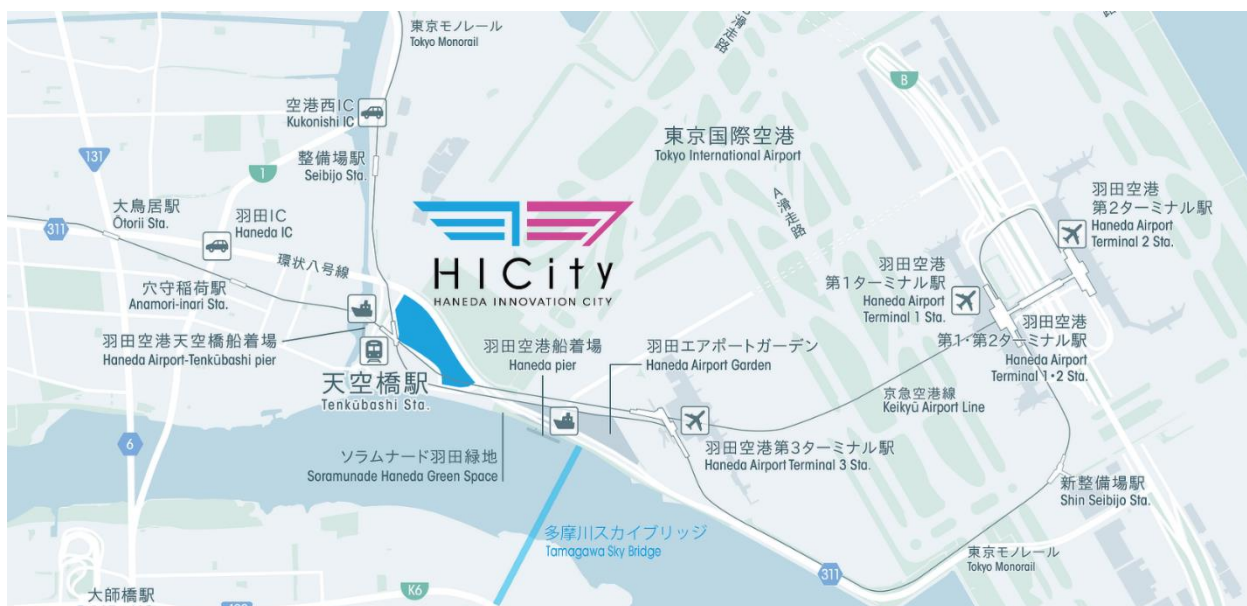 東京モノレール
Tokyo Monorail
空港西IC
Kukonishi IC
整備場駅
Seibijo Sta.
131
1
大鳥居駅
Ōtorii Sta.
311
羽田IC
Haneda IC
環状八号線
穴守稲荷駅
Anamori-inari Sta.
羽田空港天空橋船着場
Haneda Airport-Tenkūbashi pier
天空橋駅
Tenkūbashi Sta.
HICity
HANEDA INNOVATION CITY
東京国際空港
Tokyo International Airport
滑走路
A滑走路
B
羽田空港
第2ターミナル駅
Haneda Airport
Terminal 2 Sta.
羽田空港
第1ターミナル駅
Haneda Airport
Terminal 1 Sta.
羽田空港
第1・第2ターミナル駅
Haneda Airport
Terminal 1・2 Sta.
羽田空港船着場
Haneda pier
羽田エアポートガーデン
Haneda Airport Garden
京急空港線
Keikyū Airport Line
羽田空港第3ターミナル駅
Haneda Airport Terminal 3 Sta.
ソラムナード羽田緑地
Soramunade Haneda Green Space
新整備場駅
Shin Seibijo Sta.
多摩川スカイブリッジ
Tamagawa Sky Bridge
東京モノレール
Tokyo Monorail
311
6
K6
大師橋駅